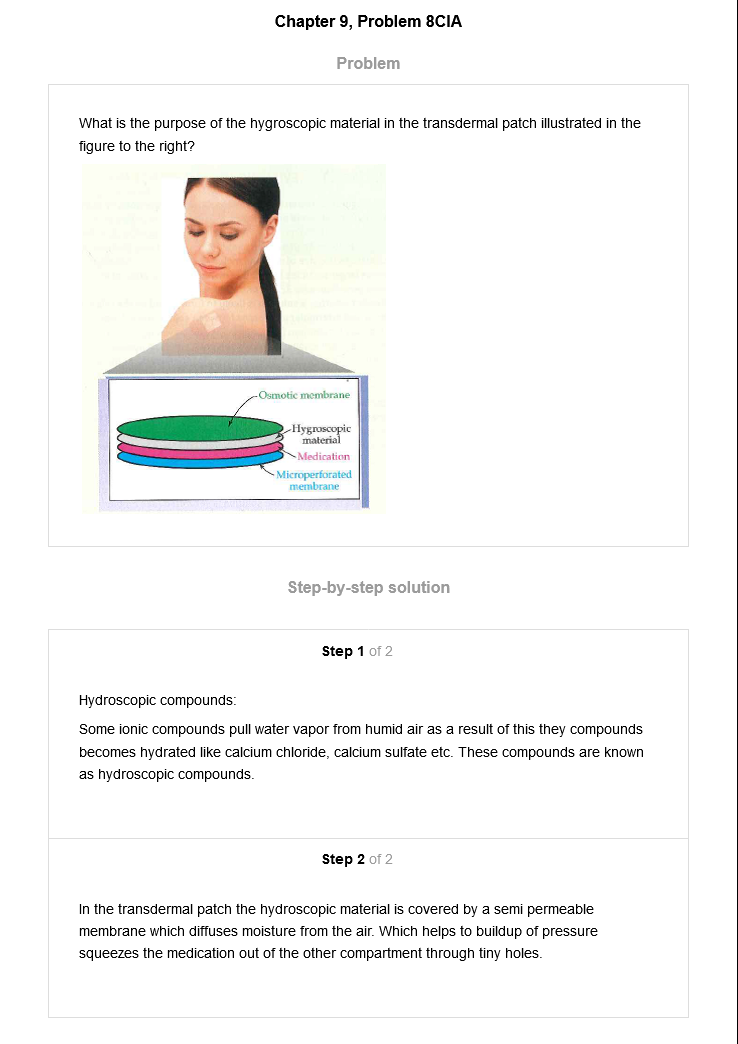 Chapter 9, Problem 8CIA
Problem
What is the purpose of the hygroscopic material in the transdermal patch illustrated in the
figure to the right?
Osmotic membrane
Hygroscopic
material
Medication
Microperforated
membrane
Step-by-step solution
Step 1 of 2
Hydroscopic compounds:
Some ionic compounds pull water vapor from humid air as a result of this they compounds
becomes hydrated like calcium chloride, calcium sulfate etc. These compounds are known
as hydroscopic compounds.
Step 2 of 2
In the transdermal patch the hydroscopic material is covered by a semi permeable
membrane which diffuses moisture from the air. Which helps to buildup of pressure
squeezes the medication out of the other compartment through tiny holes.